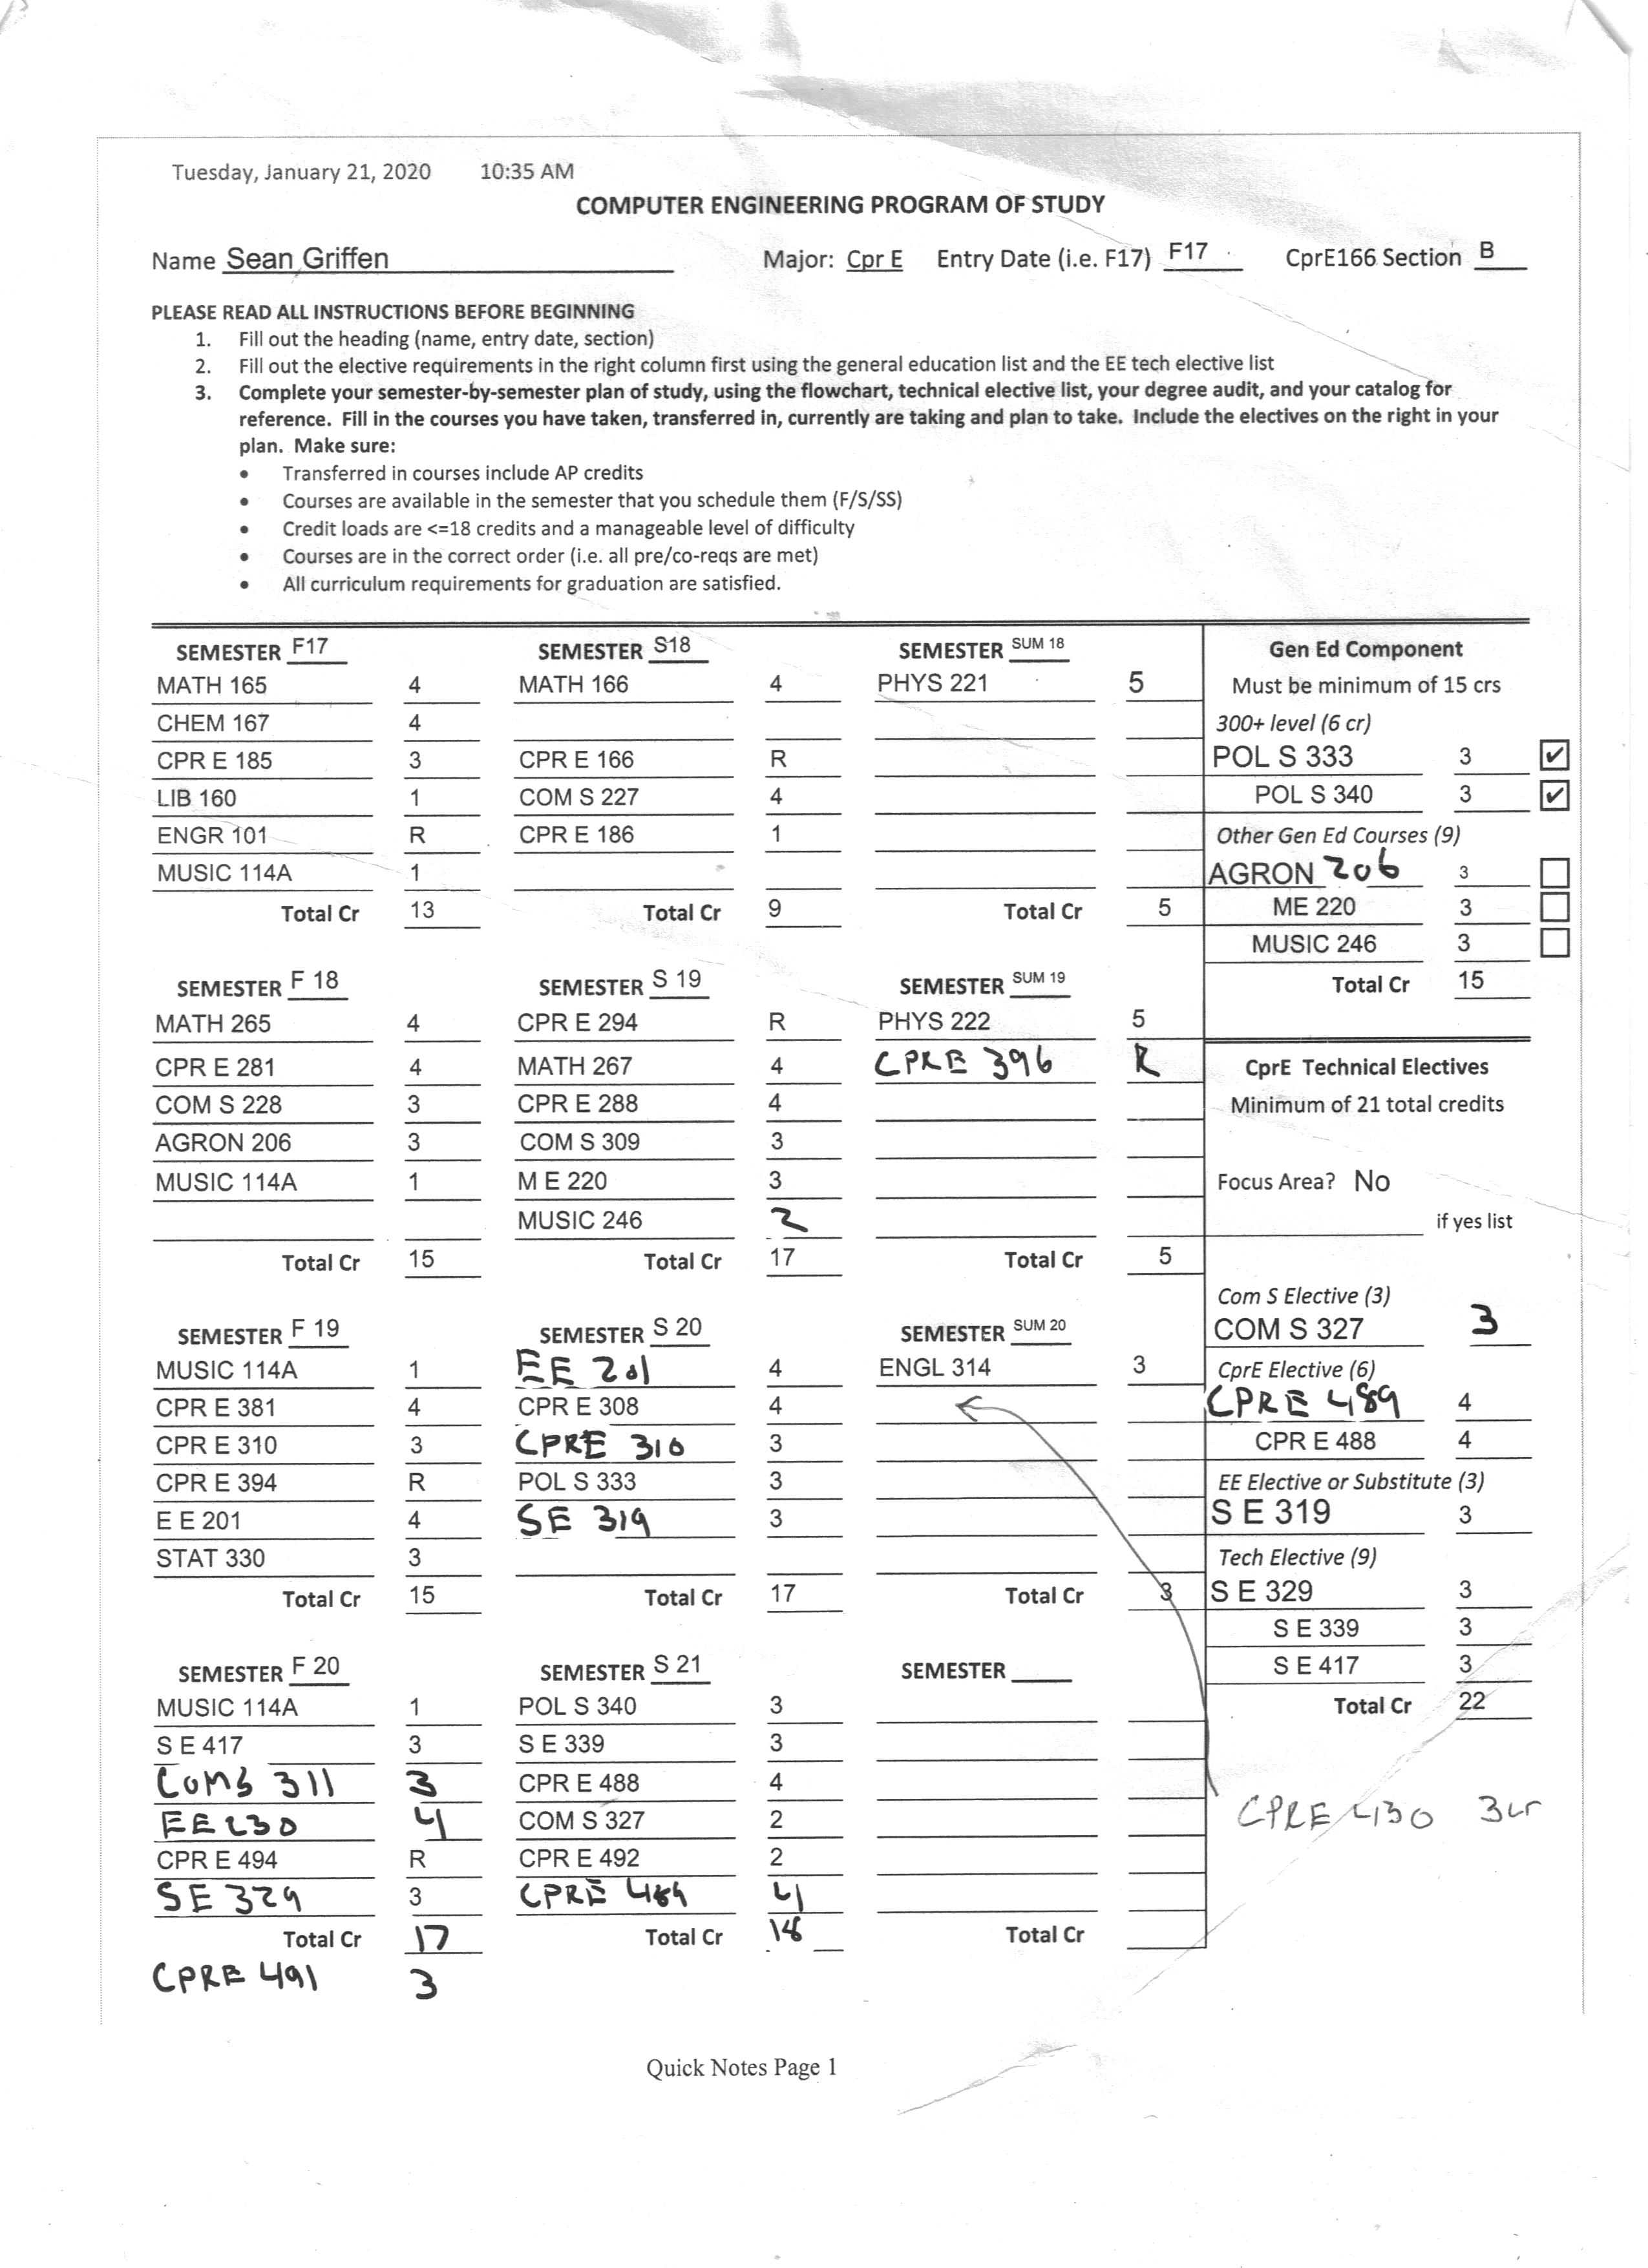 Tuesday, January 21, 2020 10:35 AM
COMPUTER ENGINEERING PROGRAM OF STUDY
Name Sean Griffen Major: Cpr E Entry Date (i.e. F17) F17 CprE166 Section B
PLEASE READ ALL INSTRUCTIONS BEFORE BEGINNING
1. Fill out the heading (name, entry date, section)
2. Fill out the elective requirements in the right column first using the general education list and the EE tech elective list
3. Complete your semester-by-semester plan of study, using the flowchart, technical elective list, your degree audit, and your catalog for
reference. Fill in the courses you have taken, transferred in, currently are taking and plan to take. Include the electives on the right in your
plan. Make sure:
• Transferred in courses include AP credits
• Courses are available in the semester that you schedule them (F/S/SS)
• Credit loads are <=18 credits and a manageable level of difficulty
• Courses are in the correct order (i.e. all pre/co-reqs are met)
• All curriculum requirements for graduation are satisfied.
SEMESTER F17
MATH 165 4
CHEM 167 4
CPR E 185 3
LIB 160 1
ENGR 101 R
MUSIC 114A 1
Total Cr 13
SEMESTER S18
MATH 166 4
CPR E 166 R
COM S 227 4
CPR E 186 1
Total Cr 9
SEMESTER SUM 18
PHYS 221 5
Total Cr 5
SEMESTER F 18
MATH 265 4
CPR E 281 4
COM S 228 3
AGRON 206 3
MUSIC 114A 1
Total Cr 15
SEMESTER S 19
CPR E 294 R
MATH 267 4
CPR E 288 4
COM S 309 3
M E 220 3
MUSIC 246 2
Total Cr 17
SEMESTER SUM 19
PHYS 222 5
CPRE 396 R
Total Cr 5
SEMESTER F 19
MUSIC 114A 1
CPR E 381 4
CPR E 310 3
CPR E 394 R
E E 201 4
STAT 330 3
Total Cr 15
SEMESTER S 20
EE 201 4
CPR E 308 4
CPRE 310 3
POL S 333 3
SE 319 3
Total Cr 17
SEMESTER SUM 20
ENGL 314 3
Total Cr 3
SEMESTER F 20
MUSIC 114A 1
S E 417 3
COMS 311 3
EE 230 4
CPR E 494 R
SE 329 3
Total Cr 17
CPRE 491 3
SEMESTER S 21
POL S 340 3
S E 339 3
CPR E 488 4
COM S 327 2
CPR E 492 2
CPRE 489 4
Total Cr 18
SEMESTER
Total Cr
Gen Ed Component
Must be minimum of 15 crs
300+ level (6 cr)
POL S 333 3
POL S 340 3
Other Gen Ed Courses (9)
AGRON 206 3
ME 220 3
MUSIC 246 3
Total Cr 15
CprE Technical Electives
Minimum of 21 total credits
Focus Area? No
if yes list
Com S Elective (3)
COM S 327 3
CprE Elective (6)
CPRE 489 4
CPR E 488 4
EE Elective or Substitute (3)
S E 319 3
Tech Elective (9)
S E 329 3
S E 339 3
S E 417 3
Total Cr 22
CPRE 430 3cr
Quick Notes Page 1